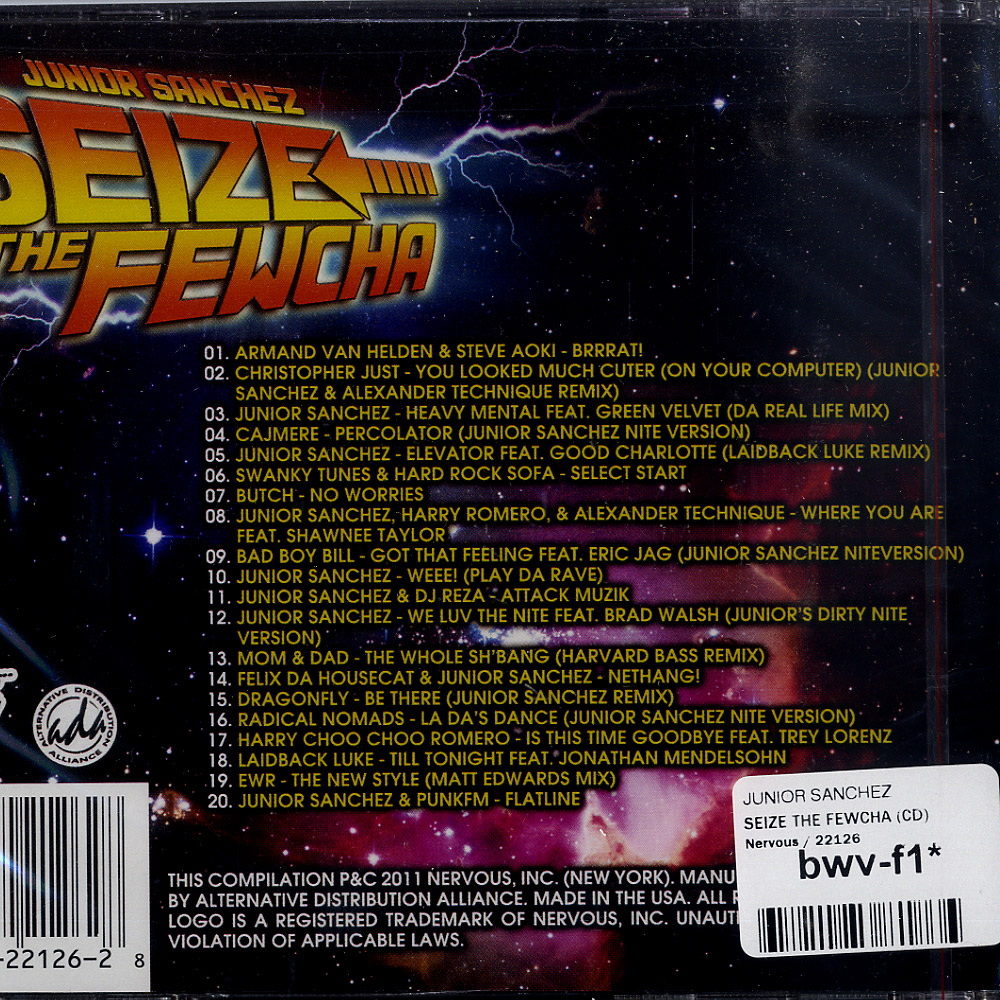 JUNIOR SANCHEZ
SEIZE
THE FEWCHA
01. ARMAND VAN HELDEN & STEVE AOKI - BRRRAT!
02. CHRISTOPHER JUST - YOU LOOKED MUCH CUTER (ON YOUR COMPUTER) (JUNIOR
SANCHEZ & ALEXANDER TECHNIQUE REMIX)
03. JUNIOR SANCHEZ - HEAVY MENTAL FEAT. GREEN VELVET (DA REAL LIFE MIX)
04. CAJMERE - PERCOLATOR (JUNIOR SANCHEZ NITE VERSION)
05. JUNIOR SANCHEZ - ELEVATOR FEAT. GOOD CHARLOTTE (LAIDBACK LUKE REMIX)
06. SWANKY TUNES & HARD ROCK SOFA - SELECT START
07. BUTCH - NO WORRIES
08. JUNIOR SANCHEZ, HARRY ROMERO, & ALEXANDER TECHNIQUE - WHERE YOU ARE
FEAT. SHAWNEE TAYLOR
09. BAD BOY BILL - GOT THAT FEELING FEAT. ERIC JAG (JUNIOR SANCHEZ NITEVERSION)
10. JUNIOR SANCHEZ - WEEE! (PLAY DA RAVE)
11. JUNIOR SANCHEZ & DJ REZA - ATTACK MUZIK
12. JUNIOR SANCHEZ - WE LUV THE NITE FEAT. BRAD WALSH (JUNIOR'S DIRTY NITE
VERSION)
13. MOM & DAD - THE WHOLE SH'BANG (HARVARD BASS REMIX)
14. FELIX DA HOUSECAT & JUNIOR SANCHEZ - NETHANG!
15. DRAGONFLY - BE THERE (JUNIOR SANCHEZ REMIX)
16. RADICAL NOMADS - LA DA'S DANCE (JUNIOR SANCHEZ NITE VERSION)
17. HARRY CHOO CHOO ROMERO - IS THIS TIME GOODBYE FEAT. TREY LORENZ
18. LAIDBACK LUKE - TILL TONIGHT FEAT. JONATHAN MENDELSOHN
19. EWR - THE NEW STYLE (MATT EDWARDS MIX)
20. JUNIOR SANCHEZ & PUNKFM - FLATLINE
ALTERNATIVE DISTRIBUTION
ada
ALLIANCE
JUNIOR SANCHEZ
SEIZE THE FEWCHA (CD)
Nervous / 22126
bwv-f1*
THIS COMPILATION P&C 2011 NERVOUS, INC. (NEW YORK). MANU
BY ALTERNATIVE DISTRIBUTION ALLIANCE. MADE IN THE USA. ALL R
LOGO IS A REGISTERED TRADEMARK OF NERVOUS, INC. UNAUT
VIOLATION OF APPLICABLE LAWS.
-22126-2 8